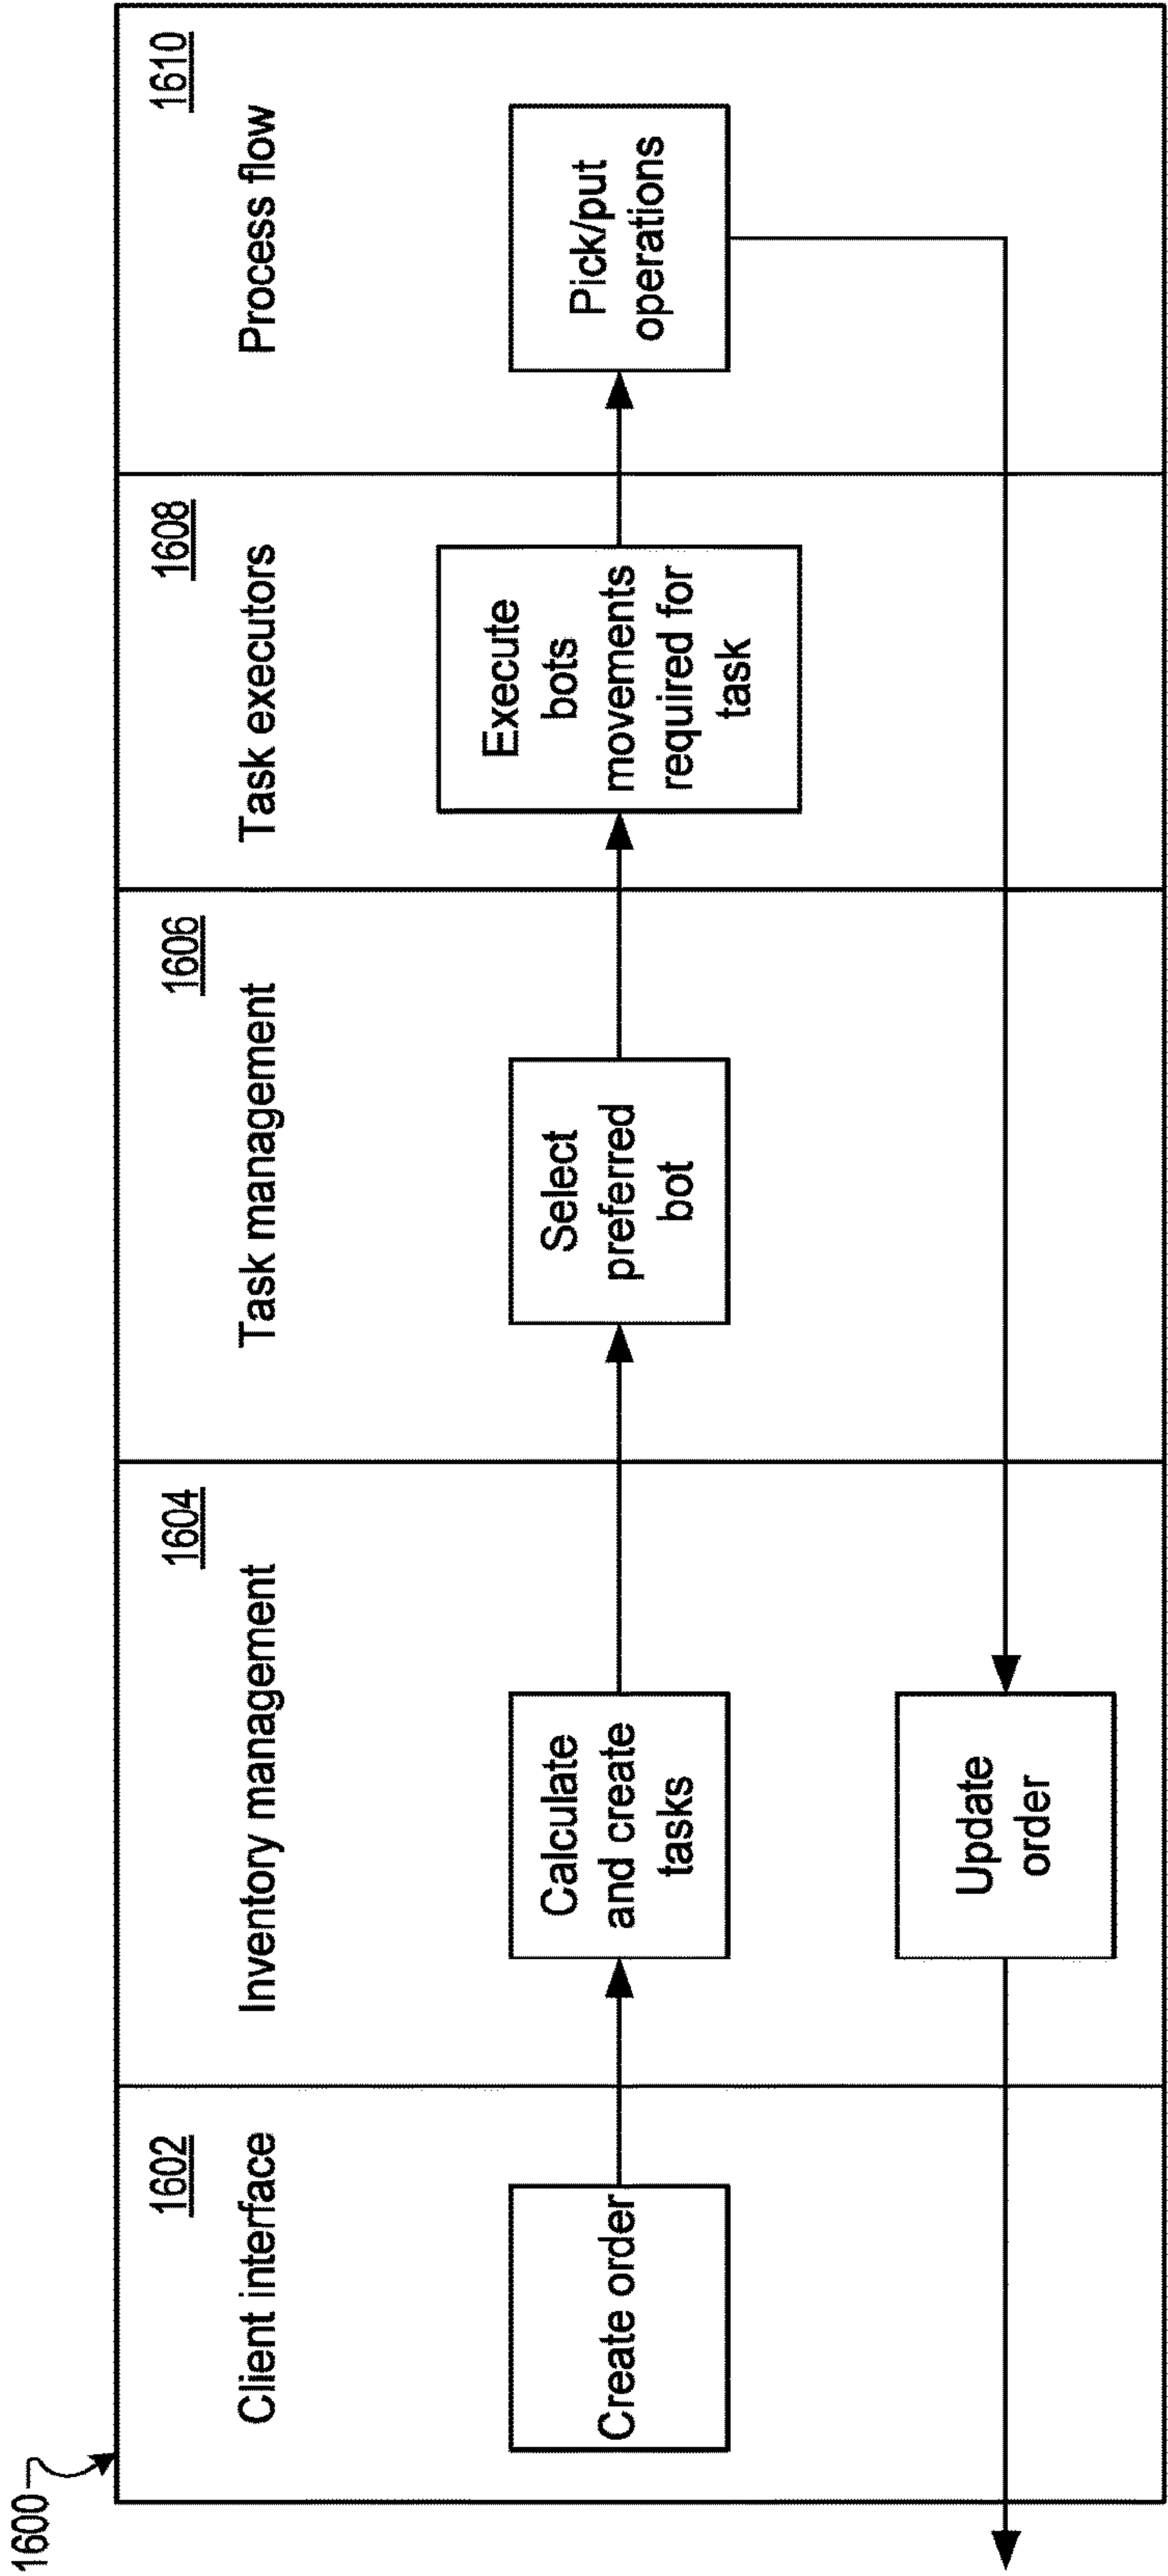 1600
1602
Client interface
Create order
1604
Inventory management
Calculate
and create
tasks
Update
order
1606
Task management
Select
preferred
bot
1608
Task executors
Execute
bots
movements
required for
task
1610
Process flow
Pick/put
operations